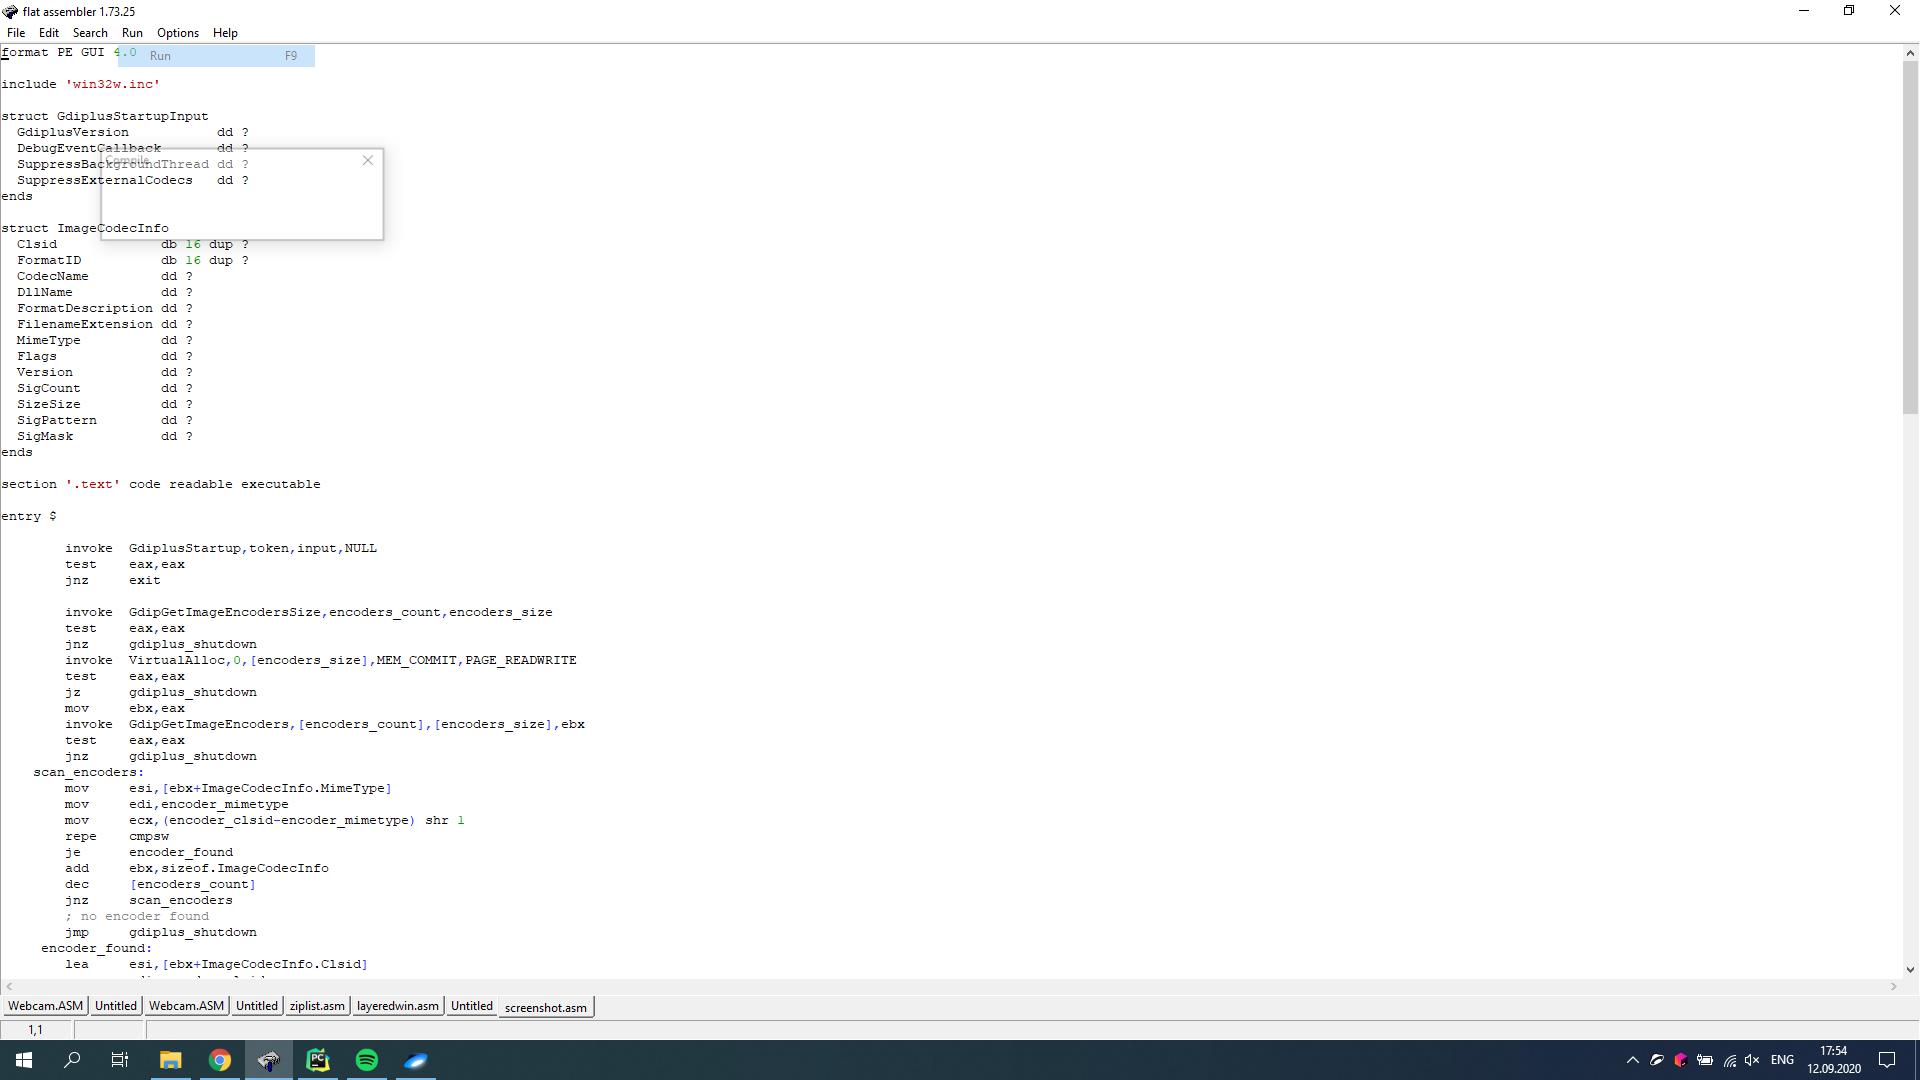 flat assembler 1.73.25
File Edit Search Run Options Help
format PE GUI 4.0
Run F9
include 'win32w.inc'
struct GdiplusStartupInput
GdiplusVersion dd ?
DebugEventCallback dd ?
Compile
SuppressBackgroundThread dd ?
SuppressExternalCodecs dd ?
ends
struct ImageCodecInfo
Clsid db 16 dup ?
FormatID db 16 dup ?
CodecName dd ?
DllName dd ?
FormatDescription dd ?
FilenameExtension dd ?
MimeType dd ?
Flags dd ?
Version dd ?
SigCount dd ?
SizeSize dd ?
SigPattern dd ?
SigMask dd ?
ends
section '.text' code readable executable
entry $
invoke GdiplusStartup,token,input,NULL
test eax,eax
jnz exit
invoke GdipGetImageEncodersSize,encoders_count,encoders_size
test eax,eax
jnz gdiplus_shutdown
invoke VirtualAlloc,0,[encoders_size],MEM_COMMIT,PAGE_READWRITE
test eax,eax
jz gdiplus_shutdown
mov ebx,eax
invoke GdipGetImageEncoders,[encoders_count],[encoders_size],ebx
test eax,eax
jnz gdiplus_shutdown
scan_encoders:
mov esi,[ebx+ImageCodecInfo.MimeType]
mov edi,encoder_mimetype
mov ecx,(encoder_clsid-encoder_mimetype) shr 1
repe cmpsw
je encoder_found
add ebx,sizeof.ImageCodecInfo
dec [encoders_count]
jnz scan_encoders
; no encoder found
jmp gdiplus_shutdown
encoder_found:
lea esi,[ebx+ImageCodecInfo.Clsid]
Webcam.ASM Untitled Webcam.ASM Untitled ziplist.asm layeredwin.asm Untitled screenshot.asm
1,1
PC
ENG
17:54
12.09.2020